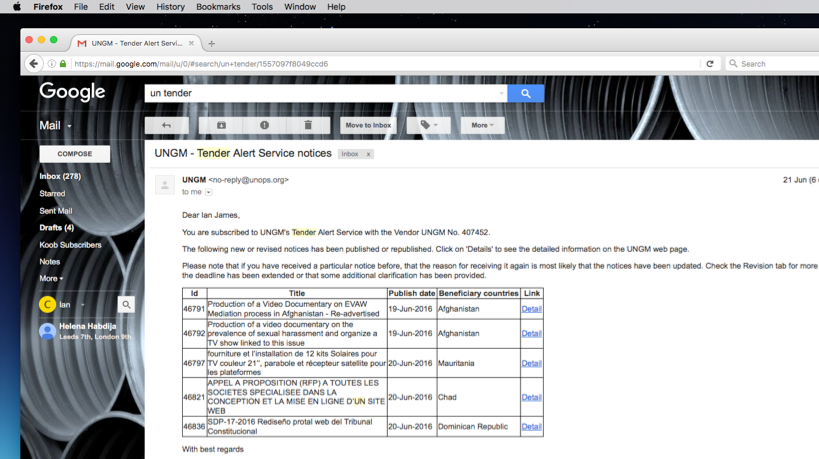 Firefox File Edit View History Bookmarks Tools Window Help
UNGM - Tender Alert Servi...
https://mail.google.com/mail/u/0/#search/un+tender/1557097f8049ccd6
Search
Google
un tender
Mail
Move to Inbox
More
COMPOSE
UNGM - Tender Alert Service notices
Inbox x
Inbox (278)
Starred
Sent Mail
Drafts (4)
Koob Subscribers
Notes
More
C Ian
Helena Habdija
Leeds 7th, London 9th
UNGM <no-reply@unops.org>
21 Jun (6
to me
Dear Ian James,
You are subscribed to UNGM's Tender Alert Service with the Vendor UNGM No. 407452.
The following new or revised notices has been published or republished. Click on 'Details' to see the detailed information on the UNGM web page.
Please note that if you have received a particular notice before, that the reason for receiving it again is most likely that the notices have been updated. Check the Revision tab for more
the deadline has been extended or that some additional clarification has been provided.
Id Title Publish date Beneficiary countries Link
46791 Production of a Video Documentary on EVAW
Mediation process in Afghanistan - Re-advertised 19-Jun-2016 Afghanistan Detail
46792 Production of a video documentary on the
prevalence of sexual harassment and organize a
TV show linked to this issue 19-Jun-2016 Afghanistan Detail
46797 fourniture et l'installation de 12 kits Solaires pour
TV couleur 21", parabole et récepteur satellite pour
les plateformes 20-Jun-2016 Mauritania Detail
46821 APPEL A PROPOSITION (RFP) A TOUTES LES
SOCIETES SPECIALISEE DANS LA
CONCEPTION ET LA MISE EN LIGNE D'UN SITE
WEB 20-Jun-2016 Chad Detail
46836 SDP-17-2016 Rediseño protal web del Tribunal
Constitucional 20-Jun-2016 Dominican Republic Detail
With best regards